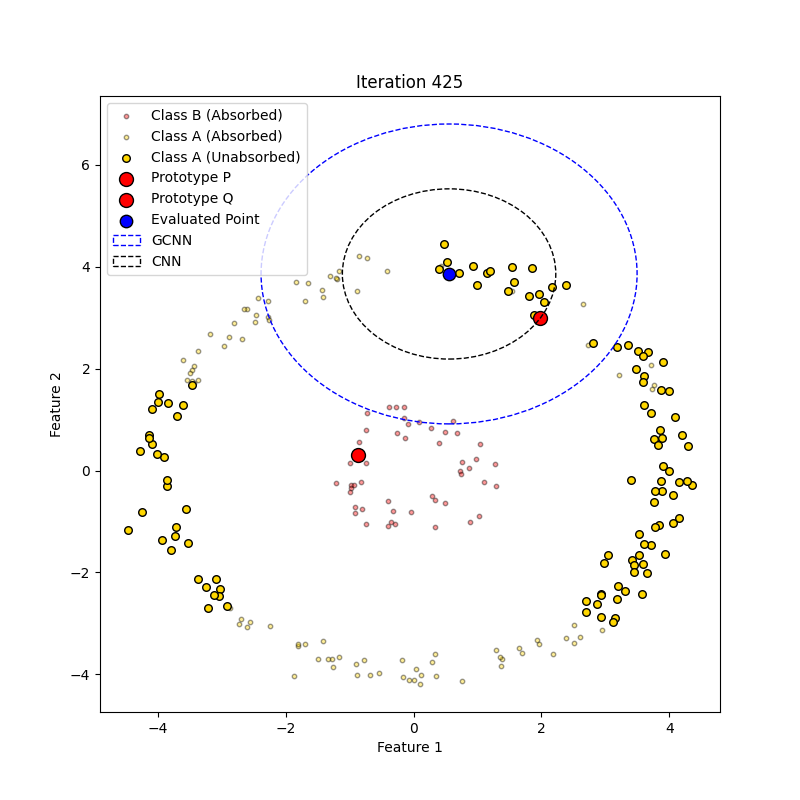 Iteration 425
Class B (Absorbed)
Class A (Absorbed)
Class A (Unabsorbed)
Prototype P
Prototype Q
Evaluated Point
GCNN
CNN
6
4
2
0
−2
−4
Feature 2
−4
−2
0
2
4
Feature 1